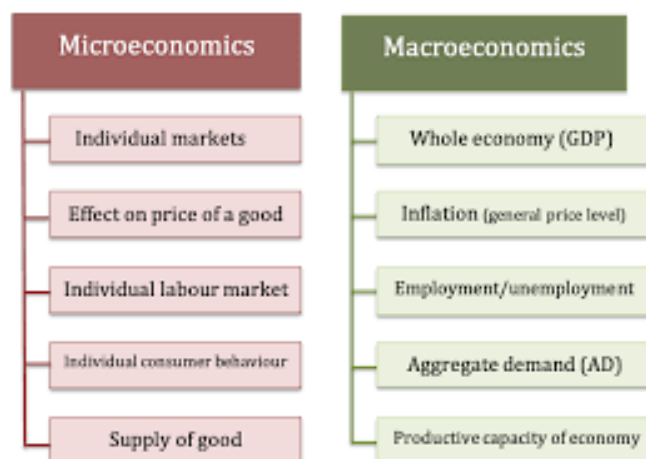 Microeconomics
Individual markets
Effect on price of a good
Individual labour market
Individual consumer behaviour
Supply of good
Macroeconomics
Whole economy (GDP)
Inflation (general price level)
Employment/unemployment
Aggregate demand (AD)
Productive capacity of economy